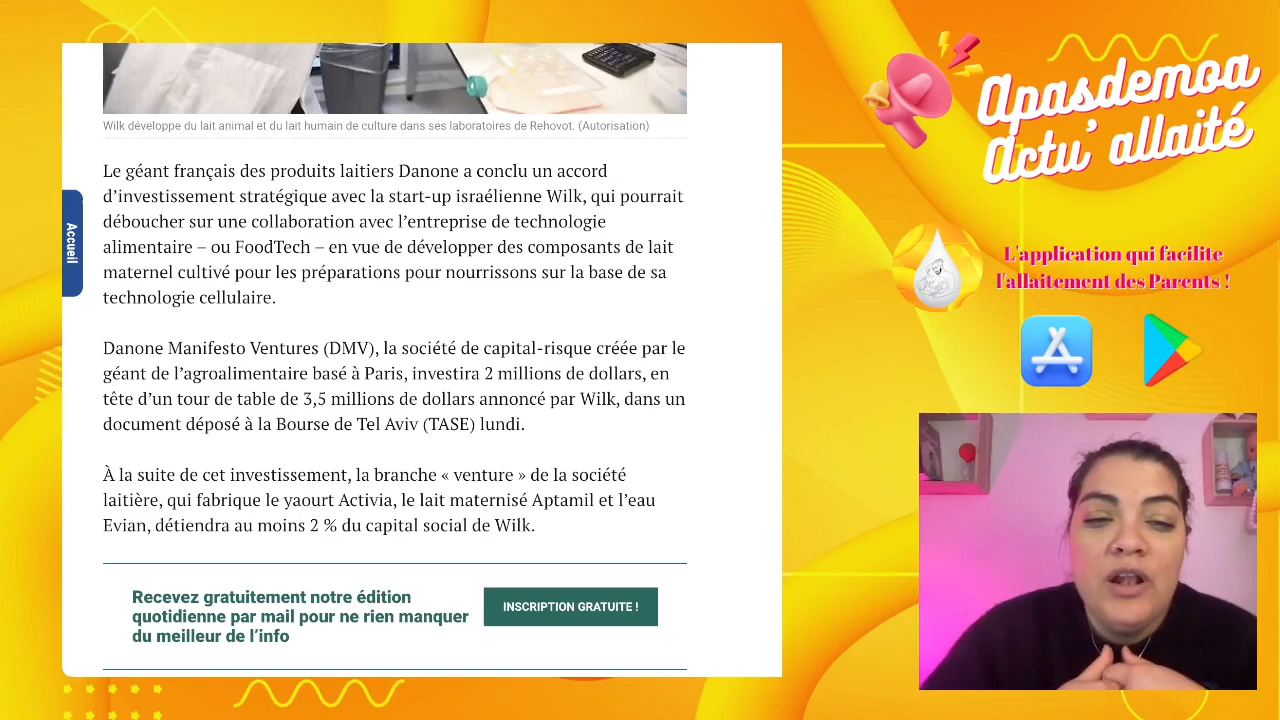 Wilk développe du lait animal et du lait humain de culture dans ses laboratoires de Rehovot. (Autorisation)
Le géant français des produits laitiers Danone a conclu un accord
d’investissement stratégique avec la start-up israélienne Wilk, qui pourrait
déboucher sur une collaboration avec l’entreprise de technologie
alimentaire – ou FoodTech – en vue de développer des composants de lait
maternel cultivé pour les préparations pour nourrissons sur la base de sa
technologie cellulaire.
Danone Manifesto Ventures (DMV), la société de capital-risque créée par le
géant de l’agroalimentaire basé à Paris, investira 2 millions de dollars, en
tête d’un tour de table de 3,5 millions de dollars annoncé par Wilk, dans un
document déposé à la Bourse de Tel Aviv (TASE) lundi.
À la suite de cet investissement, la branche « venture » de la société
laitière, qui fabrique le yaourt Activia, le lait maternisé Aptamil et l’eau
Evian, détiendra au moins 2 % du capital social de Wilk.
Recevez gratuitement notre édition
quotidienne par mail pour ne rien manquer
du meilleur de l’info
INSCRIPTION GRATUITE !
Accueil
Apasdemoa
Actu’ allaité
L'application qui facilite
l'allaitement des Parents !